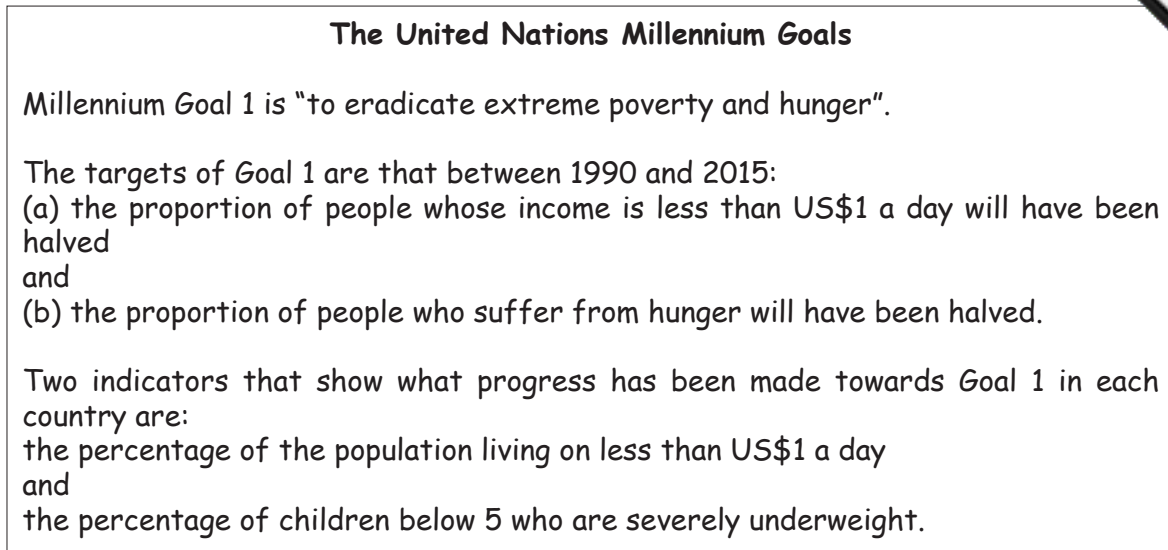 The United Nations Millennium Goals
Millennium Goal 1 is “to eradicate extreme poverty and hunger”.
The targets of Goal 1 are that between 1990 and 2015:
(a) the proportion of people whose income is less than US$1 a day will have been
halved
and
(b) the proportion of people who suffer from hunger will have been halved.
Two indicators that show what progress has been made towards Goal 1 in each
country are:
the percentage of the population living on less than US$1 a day
and
the percentage of children below 5 who are severely underweight.